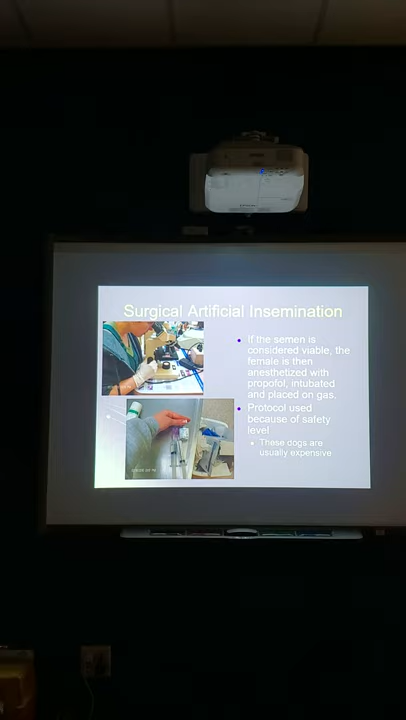 Surgical Artificial Insemination
If the semen is
considered viable, the
female is then
anesthetized with
propofol, intubated
and placed on gas.
Protocol used
because of safety
level
These dogs are
usually expensive